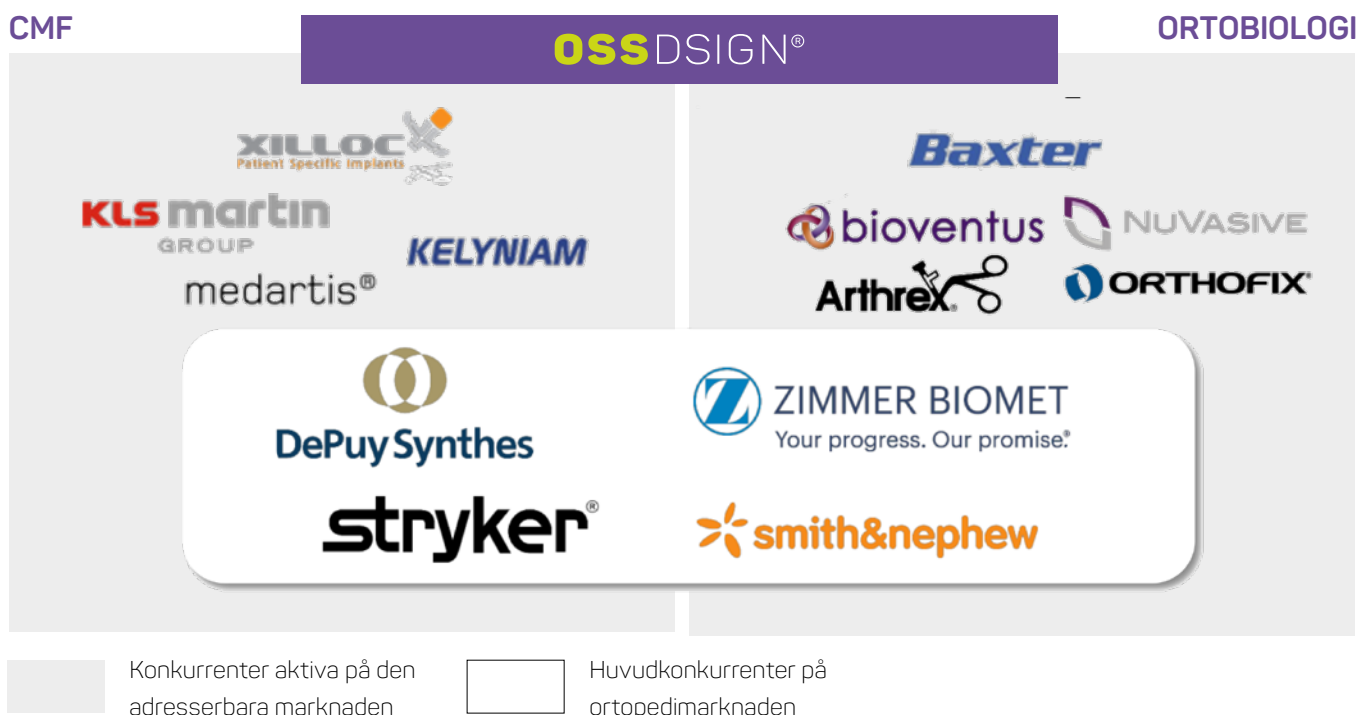 CMF
OSSDSIGN®
ORTOBIOLOGI
XILLOC
Patient Specific Implants
KLS martin
GROUP
KELYNIAM
medartis®
Baxter
bioventus
NUVASIVE
Arthrex®
ORTHOFIX®
DePuy Synthes
ZIMMER BIOMET
Your progress. Our promise.®
stryker®
smith&nephew
Konkurrenter aktiva på den
adresserbara marknaden
Huvudkonkurrenter på
ortopedimarknaden